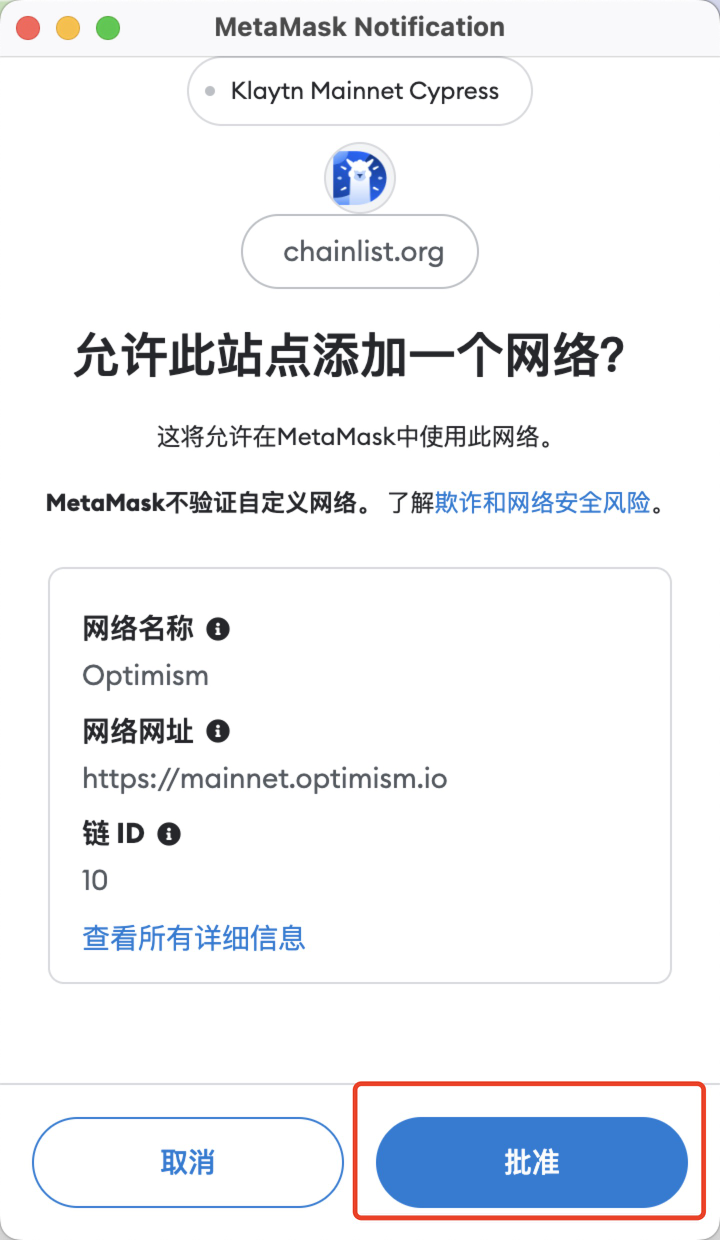 MetaMask Notification
Klaytn Mainnet Cypress
chainlist.org
允许此站点添加一个网络?
这将允许在MetaMask中使用此网络。
MetaMask不验证自定义网络。 了解欺诈和网络安全风险。
网络名称
Optimism
网络网址
https://mainnet.optimism.io
链 ID
10
查看所有详细信息
取消
批准